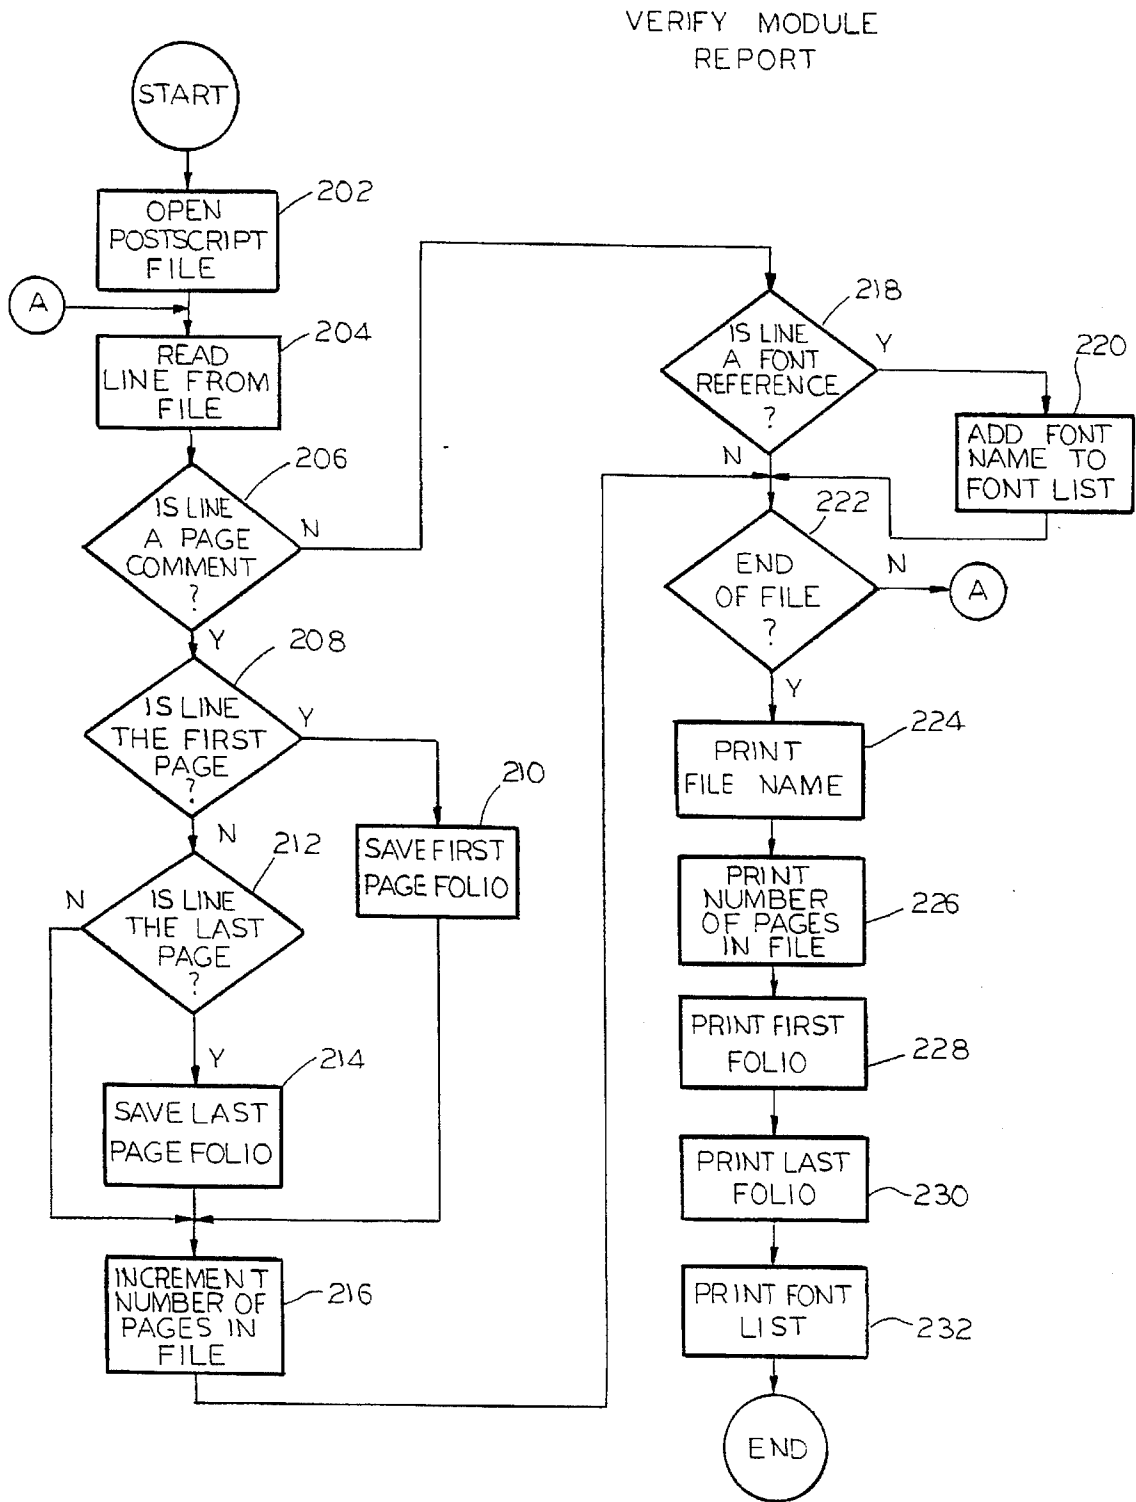 VERIFY MODULE
REPORT
START
202
OPEN
POSTSCRIPT
FILE
A
204
READ
LINE FROM
FILE
206
IS LINE
A PAGE
COMMENT
?
N
Y
208
IS LINE
THE FIRST
PAGE
?
Y
N
210
SAVE FIRST
PAGE FOLIO
212
IS LINE
THE LAST
PAGE
?
N
Y
214
SAVE LAST
PAGE FOLIO
216
INCREMENT
NUMBER OF
PAGES IN
FILE
218
IS LINE
A FONT
REFERENCE
?
Y
N
220
ADD FONT
NAME TO
FONT LIST
222
END
OF FILE
?
N
A
Y
224
PRINT
FILE NAME
226
PRINT
NUMBER
OF PAGES
IN FILE
228
PRINT FIRST
FOLIO
230
PRINT LAST
FOLIO
232
PRINT FONT
LIST
END